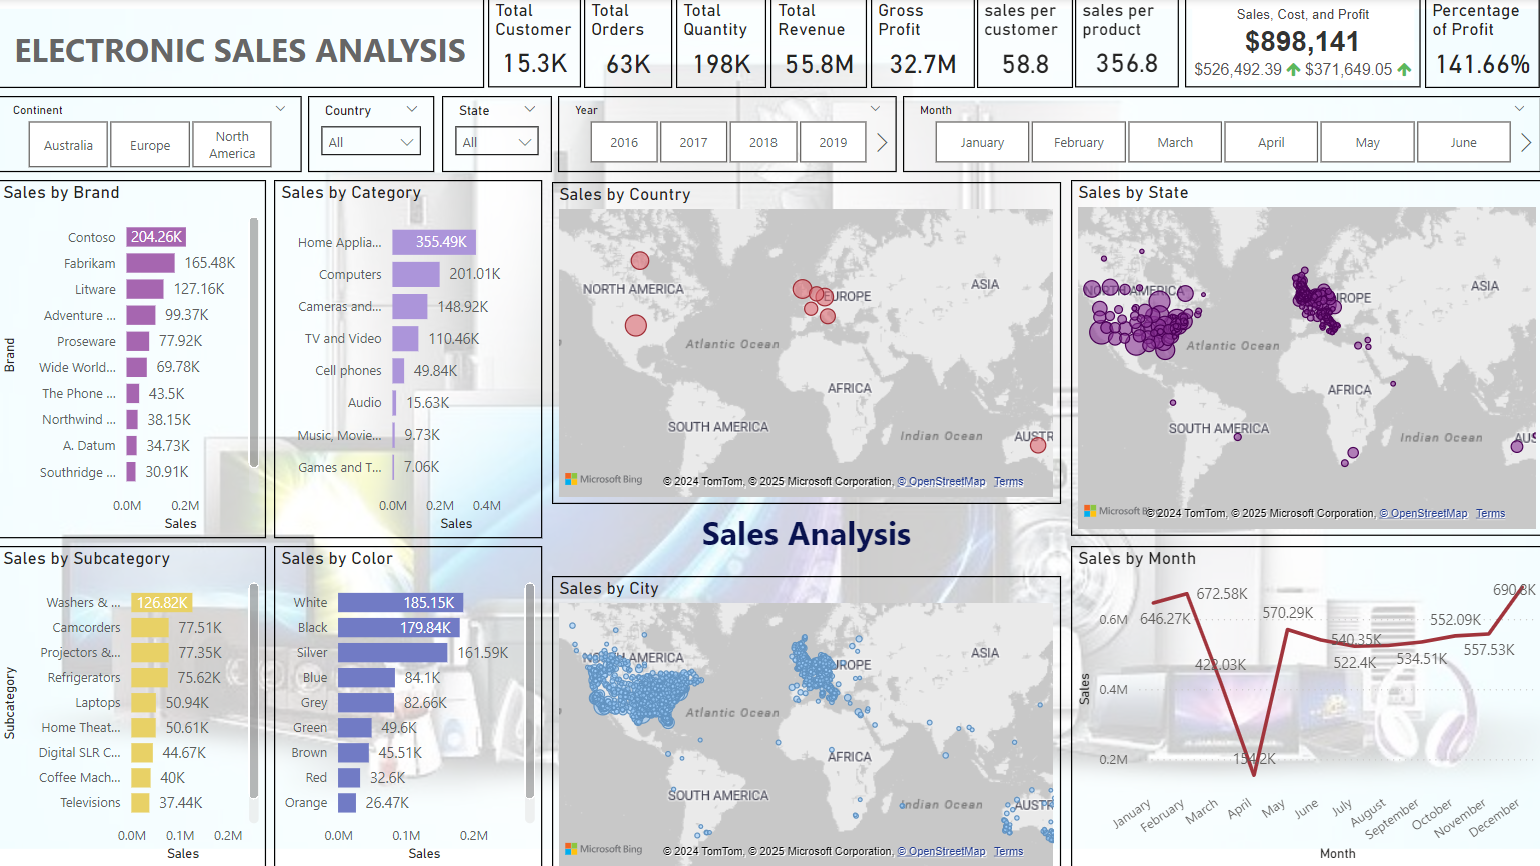 ELECTRONIC SALES ANALYSIS
Total
Customer
15.3K
Total
Orders
63K
Total
Quantity
198K
Total
Revenue
55.8M
Gross
Profit
32.7M
sales per
customer
58.8
sales per
product
356.8
Sales, Cost, and Profit
$898,141
$526,492.39 $371,649.05
Percentage
of Profit
141.66%
Continent
Australia
Europe
North
America
Country
All
State
All
Year
2016
2017
2018
2019
Month
January
February
March
April
May
June
Sales by Brand
Brand
Contoso 204.26K
Fabrikam 165.48K
Litware 127.16K
Adventure ... 99.37K
Proseware 77.92K
Wide World... 69.78K
The Phone ... 43.5K
Northwind ... 38.15K
A. Datum 34.73K
Southridge ... 30.91K
0.0M 0.2M
Sales
Sales by Category
Home Applia... 355.49K
Computers 201.01K
Cameras and... 148.92K
TV and Video 110.46K
Cell phones 49.84K
Audio 15.63K
Music, Movie... 9.73K
Games and T... 7.06K
0.0M 0.2M 0.4M
Sales
Sales by Country
NORTH AMERICA
EUROPE
ASIA
Atlantic Ocean
AFRICA
SOUTH AMERICA
Indian Ocean
AUSTR
Microsoft Bing
© 2024 TomTom, © 2025 Microsoft Corporation, © OpenStreetMap Terms
Sales by State
NORTH AMERICA
ROPE
ASIA
Atlantic Ocean
AFRICA
SOUTH AMERICA
Indian Ocean
AUS
Microsoft B
© 2024 TomTom, © 2025 Microsoft Corporation, © OpenStreetMap Terms
Sales Analysis
Sales by Subcategory
Subcategory
Washers & ... 126.82K
Camcorders 77.51K
Projectors &... 77.35K
Refrigerators 75.62K
Laptops 50.94K
Home Theat... 50.61K
Digital SLR C... 44.67K
Coffee Mach... 40K
Televisions 37.44K
0.0M 0.1M 0.2M
Sales
Sales by Color
White 185.15K
Black 179.84K
Silver 161.59K
Blue 84.1K
Grey 82.66K
Green 49.6K
Brown 45.51K
Red 32.6K
Orange 26.47K
0.0M 0.1M 0.2M
Sales
Sales by City
AMERICA
UROPE
ASIA
Atlantic Ocean
AFRICA
SOUTH AMERICA
Indian Ocean
AUSTR
Microsoft Bing
© 2024 TomTom, © 2025 Microsoft Corporation, © OpenStreetMap Terms
Sales by Month
Sales
0.6M
0.4M
0.2M
646.27K
672.58K
422.03K
154.2K
570.29K
540.35K
522.4K
534.51K
552.09K
557.53K
690.8K
January
February
March
April
May
June
July
August
September
October
November
December
Month